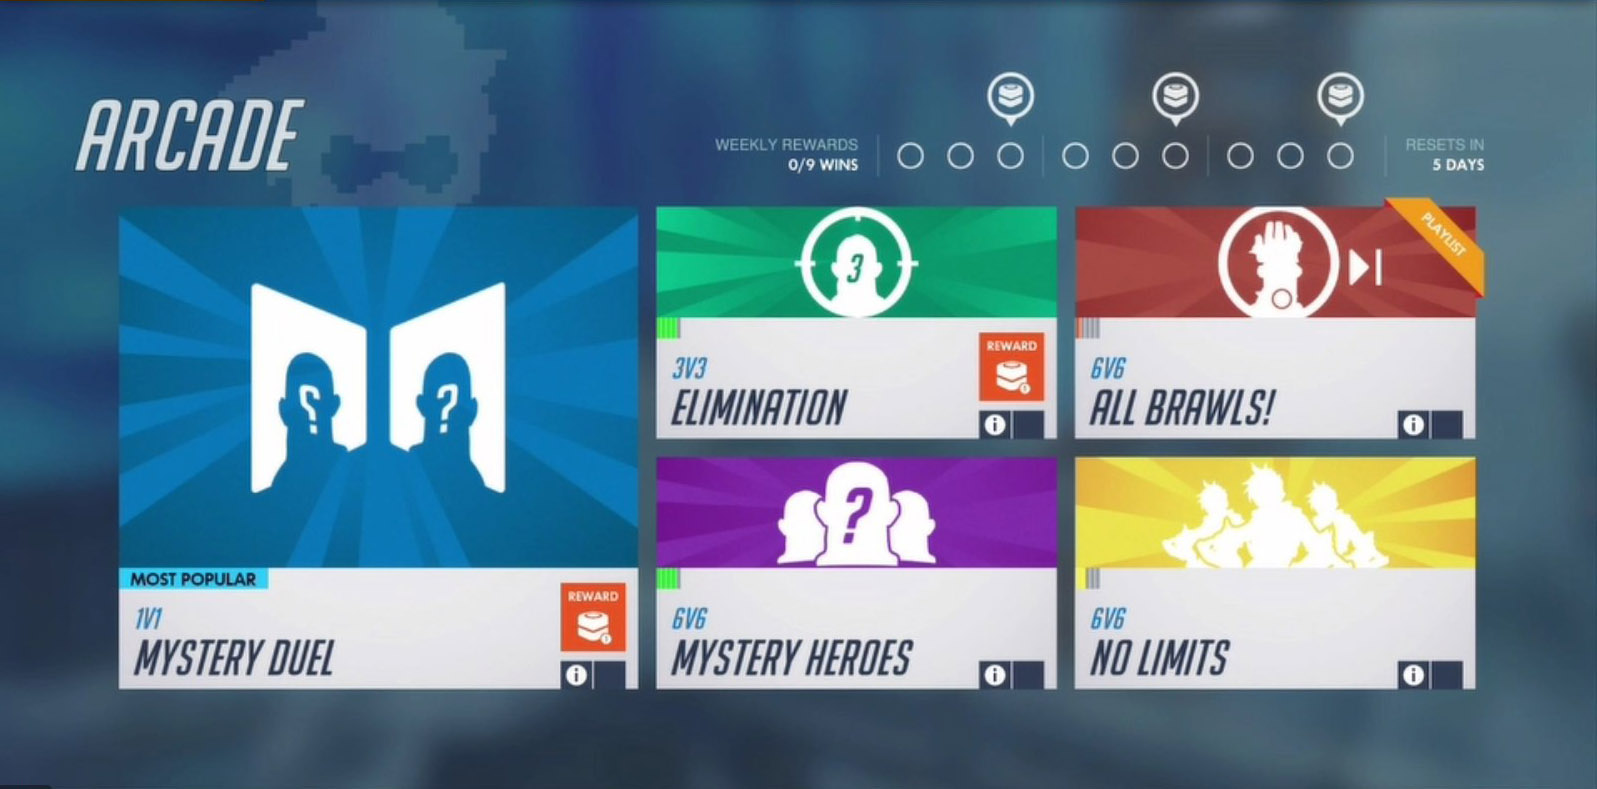 ARCADE
WEEKLY REWARDS
0/9 WINS
RESETS IN
5 DAYS
MOST POPULAR
1V1
MYSTERY DUEL
REWARD
3
3V3
ELIMINATION
REWARD
PLAYLIST
6V6
ALL BRAWLS!
?
6V6
MYSTERY HEROES
6V6
NO LIMITS